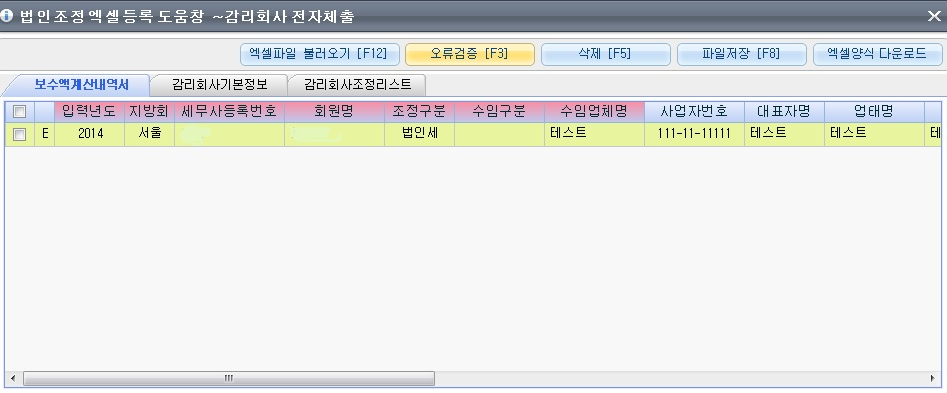 법인조정엑셀등록 도움창 ~감리회사 전자체출
엑셀파일 불러오기 [F12] 오류검증 [F3] 삭제 [F5] 파일저장 [F8] 엑셀양식 다운로드
보수액계산내역서 감리회사기본정보 감리회사조정리스트
입력년도 지방회 세무사등록번호 회원명 조정구분 수임구분 수임업체명 사업자번호 대표자명 업태명
E 2014 서울 법인세 테스트 111-11-11111 테스트 테스트 테